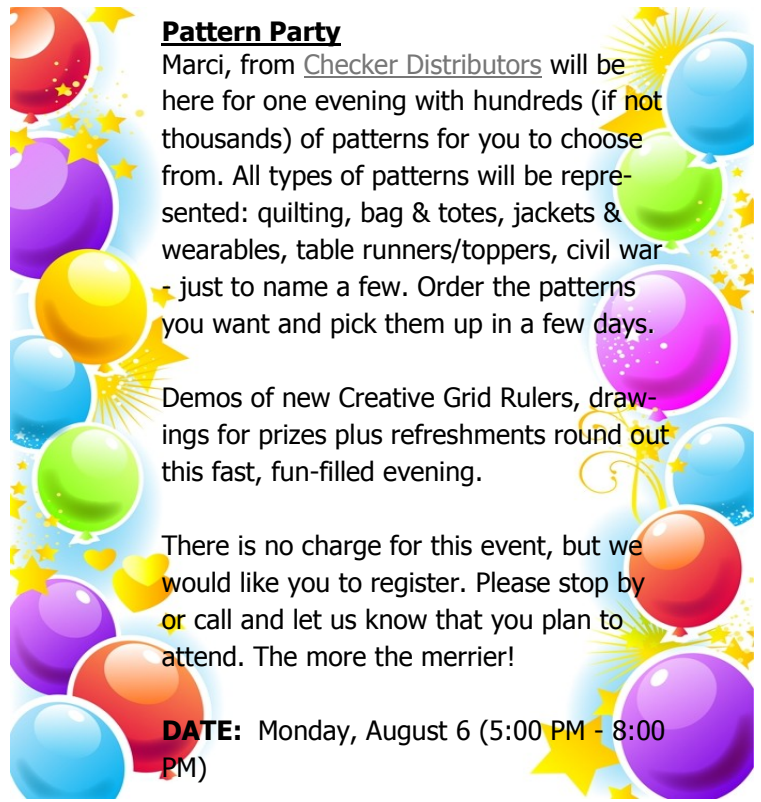 Pattern Party
Marci, from Checker Distributors will be
here for one evening with hundreds (if not
thousands) of patterns for you to choose
from. All types of patterns will be repre-
sented: quilting, bag & totes, jackets &
wearables, table runners/toppers, civil war
- just to name a few. Order the patterns
you want and pick them up in a few days.
Demos of new Creative Grid Rulers, draw-
ings for prizes plus refreshments round out
this fast, fun-filled evening.
There is no charge for this event, but we
would like you to register. Please stop by
or call and let us know that you plan to
attend. The more the merrier!
DATE: Monday, August 6 (5:00 PM - 8:00
PM)